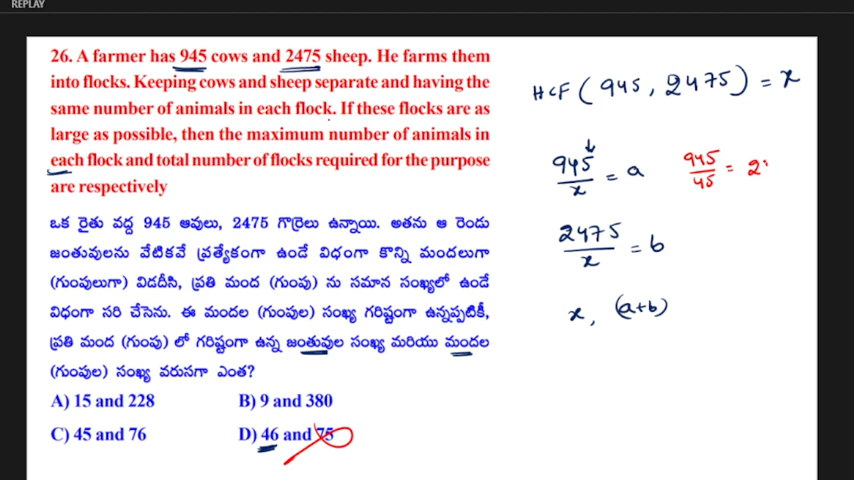 REPLAY
26. A farmer has 945 cows and 2475 sheep. He farms them
into flocks. Keeping cows and sheep separate and having the
same number of animals in each flock. If these flocks are as
large as possible, then the maximum number of animals in
each flock and total number of flocks required for the purpose
are respectively
ఒక రైతు వద్ద 945 ఆవులు, 2475 గొర్రెలు ఉన్నాయి. అతను ఆ రెండు
జంతువులను వేటికవే ప్రత్యేకంగా ఉండే విధంగా కొన్ని మందలుగా
(గుంపులుగా) విడదీసి, ప్రతి మంద (గుంపు) ను సమాన సంఖ్యలో ఉండే
విధంగా సరి చేసెను. ఈ మందల (గుంపుల) సంఖ్య గరిష్టంగా ఉన్నప్పటికీ,
ప్రతి మంద (గుంపు) లో గరిష్టంగా ఉన్న జంతువుల సంఖ్య మరియు మందల
(గుంపుల) సంఖ్య వరుసగా ఎంత?
A) 15 and 228 B) 9 and 380
C) 45 and 76 D) 46 and 75
HCF (945, 2475) = x
945/x = a 945/45 = 2
2475/x = b
x, (a+b)